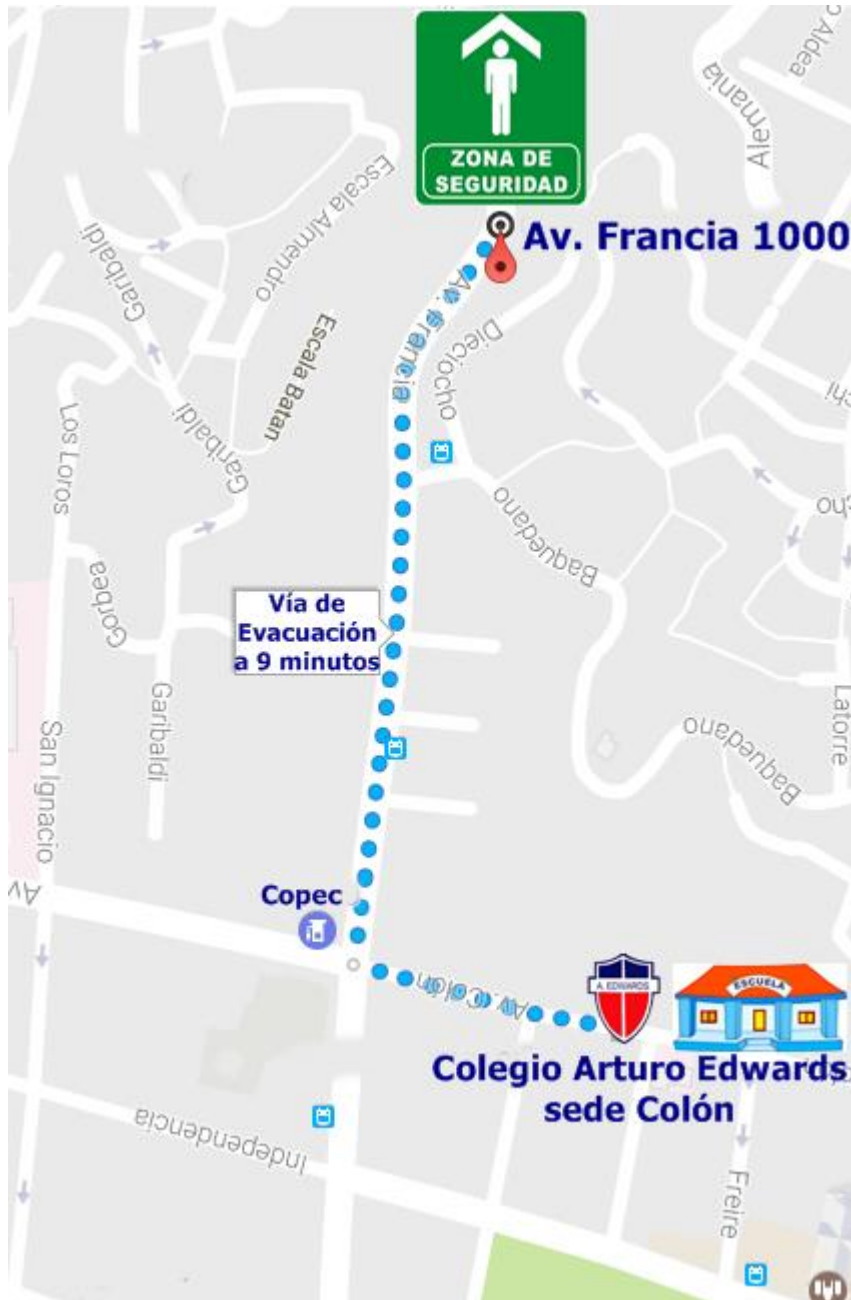 ZONA DE
SEGURIDAD
o Aldea
Alemania
Escala Almendro
Garibaldi
Av. Francia 1000
Av. Francia
Dieciocho
Escala Batan
Garibaldi
Los Loros
Baquedano
Gorbea
Vía de
Evacuación
a 9 minutos
Garibaldi
Latorre
Baquedano
San Ignacio
Av
Copec
Av. Colón
A. EDWARDS
ESCUELA
Colegio Arturo Edwards
sede Colón
Independencia
Freire